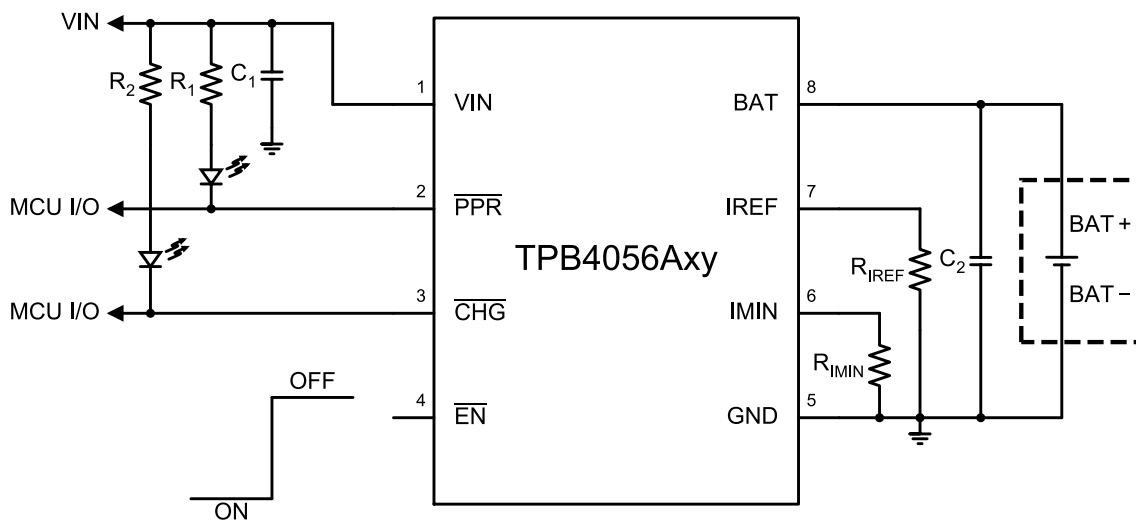 VIN
R2
R1
C1
1
VIN
BAT
8
MCU I/O
2
PPR
IREF
7
BAT+
TPB4056Axy
RIREF
C2
BAT−
MCU I/O
3
CHG
IMIN
6
RIMIN
OFF
4
EN
GND
5
ON